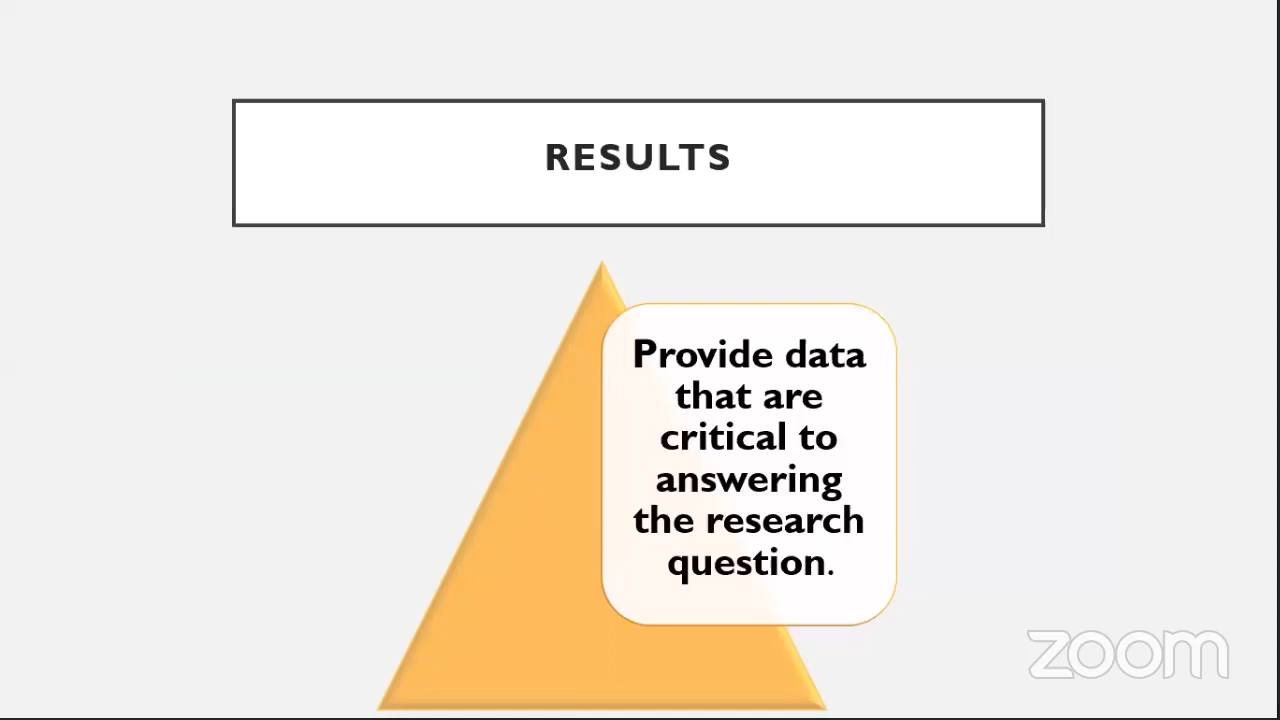 RESULTS
Provide data
that are
critical to
answering
the research
question.
zoom